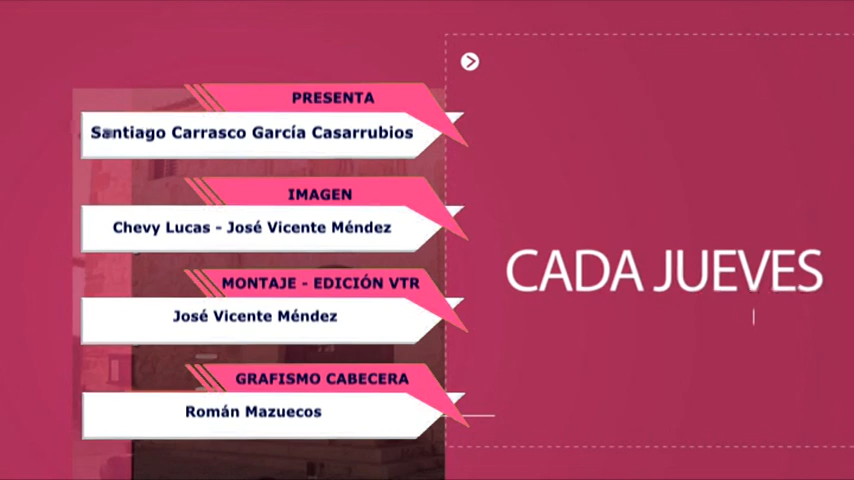 PRESENTA
Santiago Carrasco García Casarrubios
IMAGEN
Chevy Lucas - José Vicente Méndez
MONTAJE - EDICIÓN VTR
José Vicente Méndez
GRAFISMO CABECERA
Román Mazuecos
CADA JUEVES